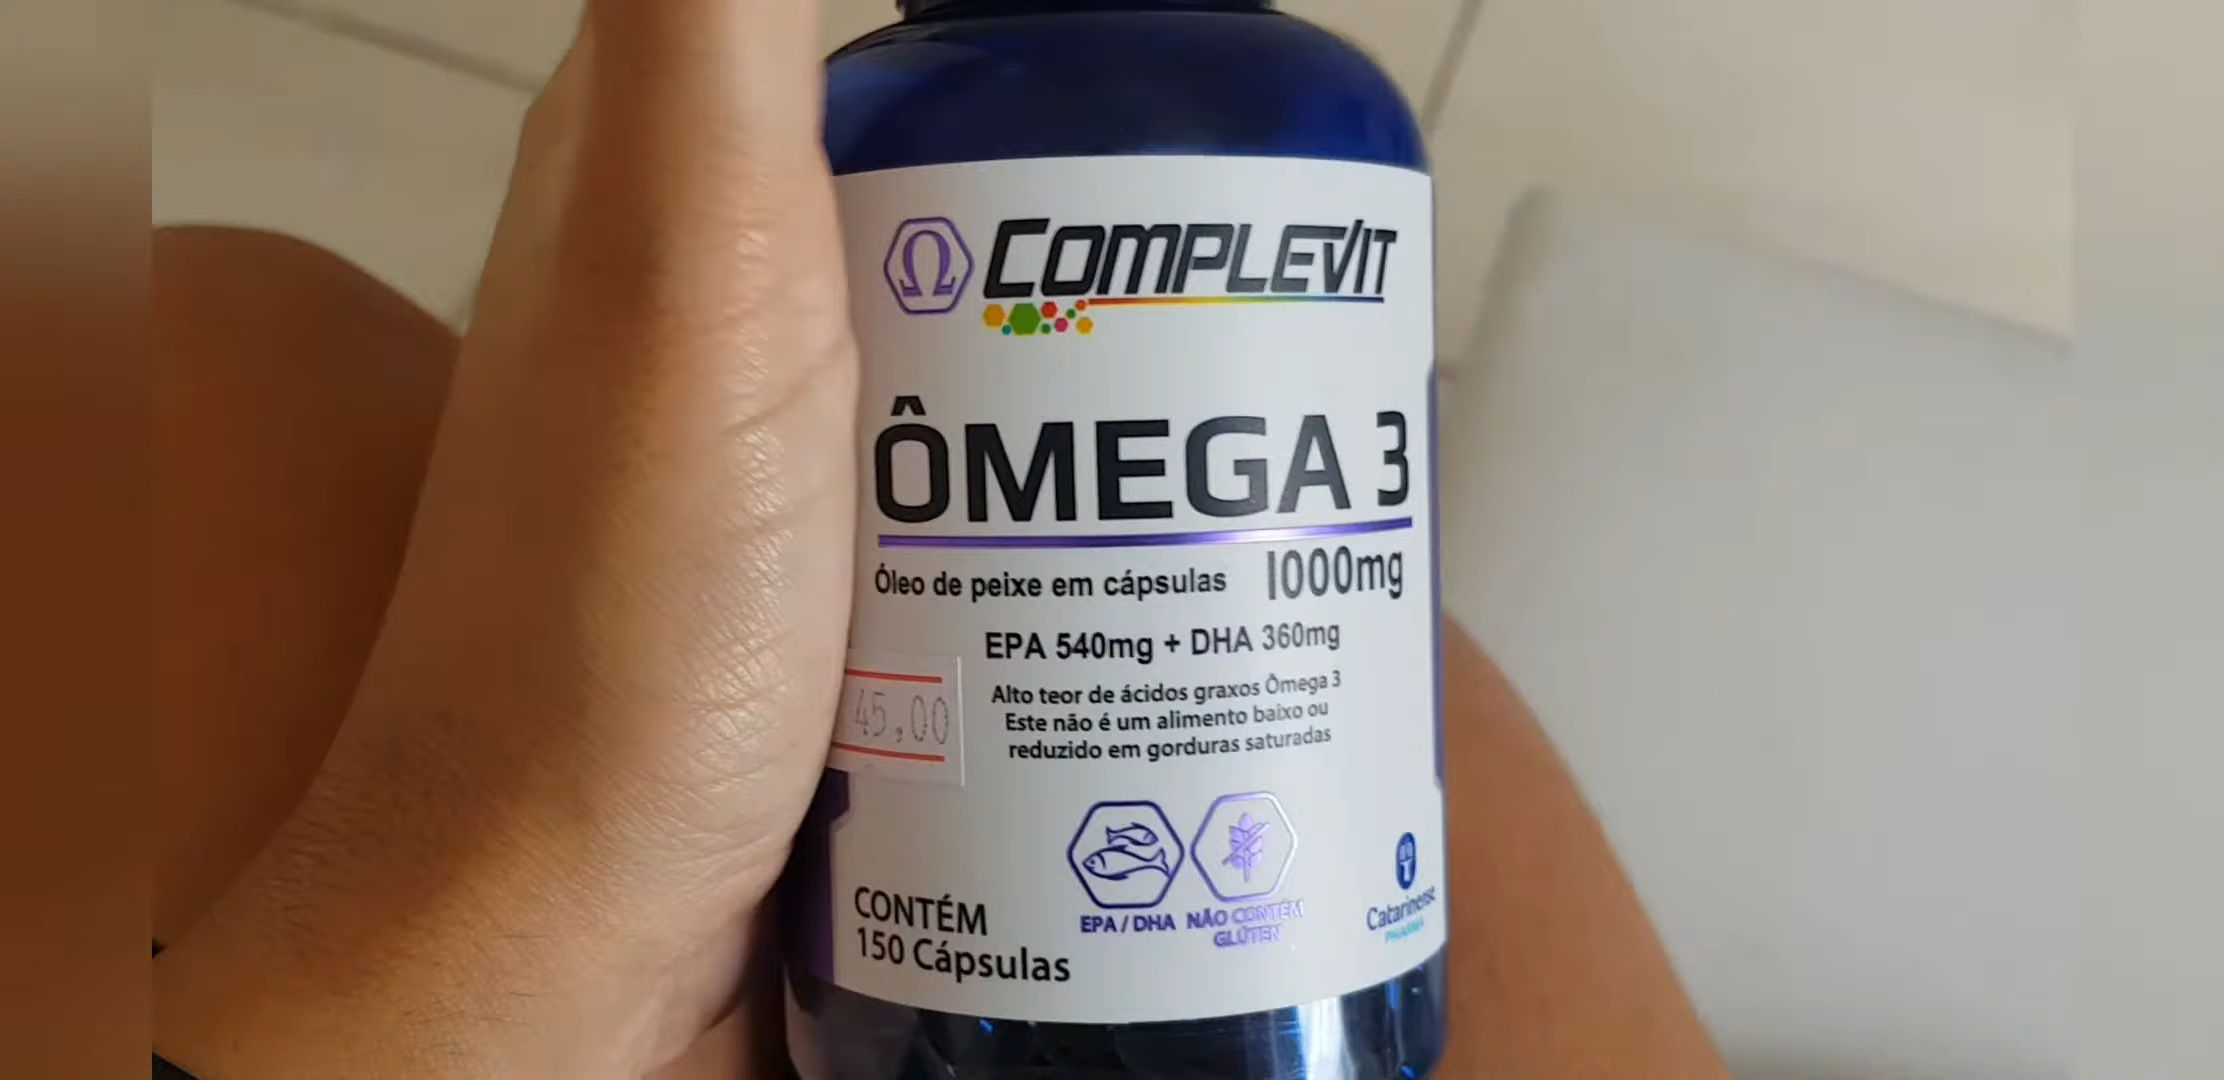 Ω COMPLEVIT
ÔMEGA 3
Óleo de peixe em cápsulas 1000mg
EPA 540mg + DHA 360mg
45,00
Alto teor de ácidos graxos Ômega 3
Este não é um alimento baixo ou
reduzido em gorduras saturadas
EPA / DHA
NÃO CONTÉM
GLÚTEN
CONTÉM
150 Cápsulas
Catarinense
PHARMA